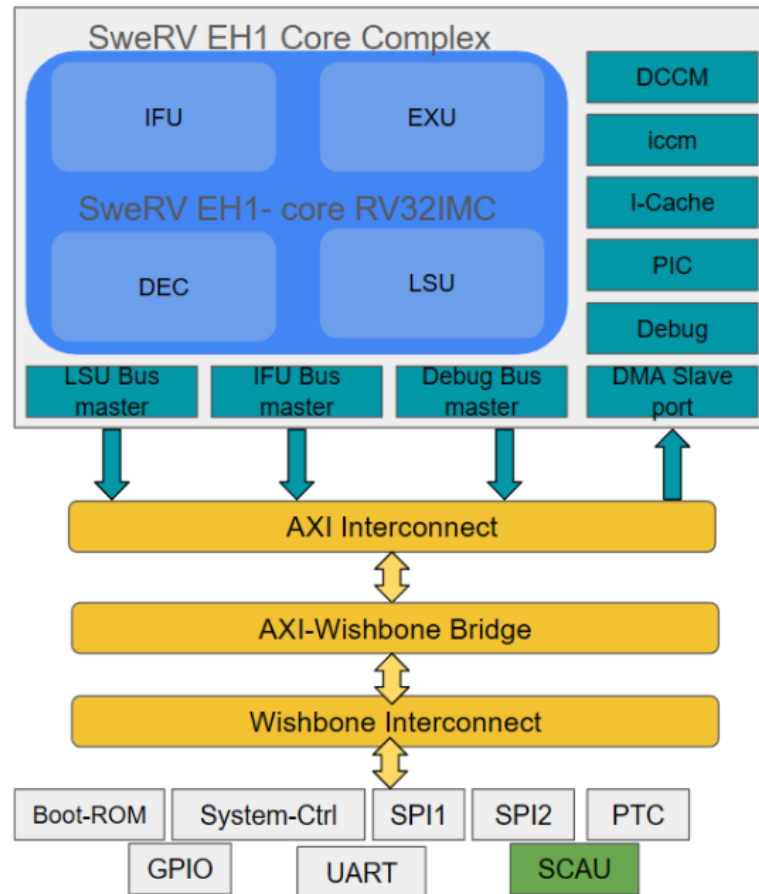 SweRV EH1 Core Complex
IFU
EXU
SweRV EH1- core RV32IMC
DEC
LSU
DCCM
iccm
I-Cache
PIC
Debug
LSU Bus
master
IFU Bus
master
Debug Bus
master
DMA Slave
port
AXI Interconnect
AXI-Wishbone Bridge
Wishbone Interconnect
Boot-ROM
System-Ctrl
SPI1
SPI2
PTC
GPIO
UART
SCAU